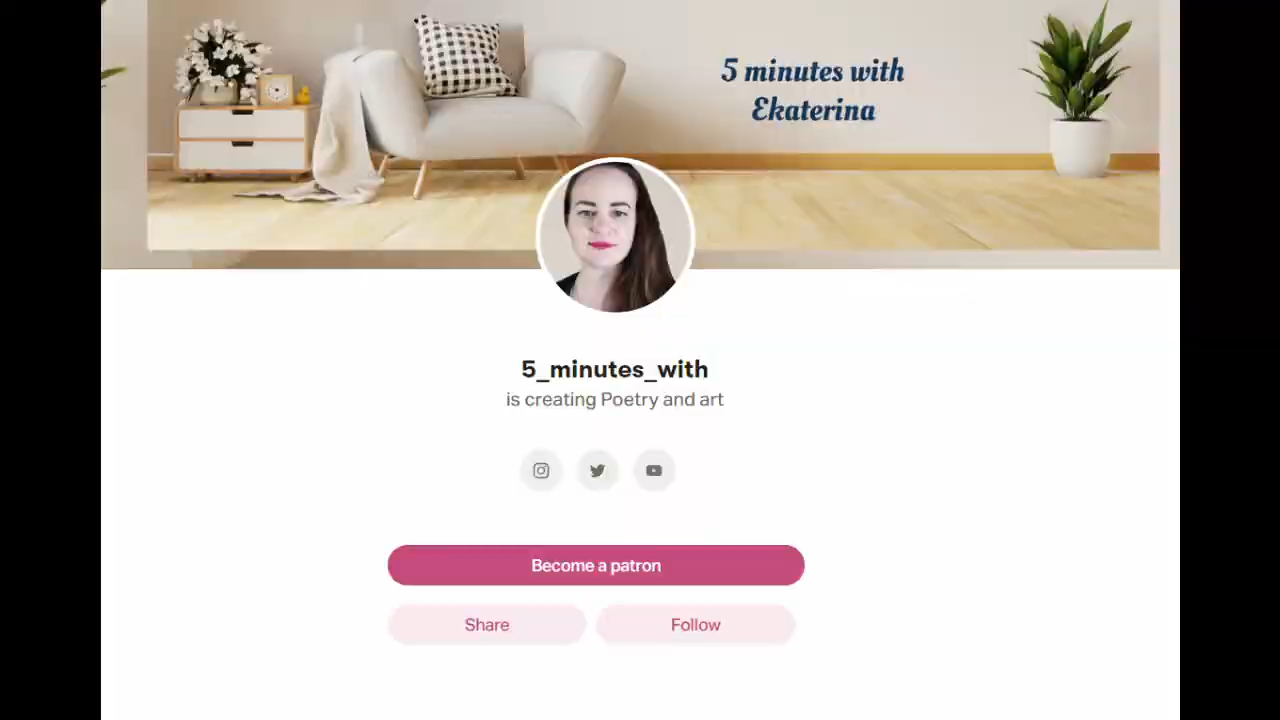 5 minutes with
Ekaterina
5_minutes_with
is creating Poetry and art
Become a patron
Share
Follow